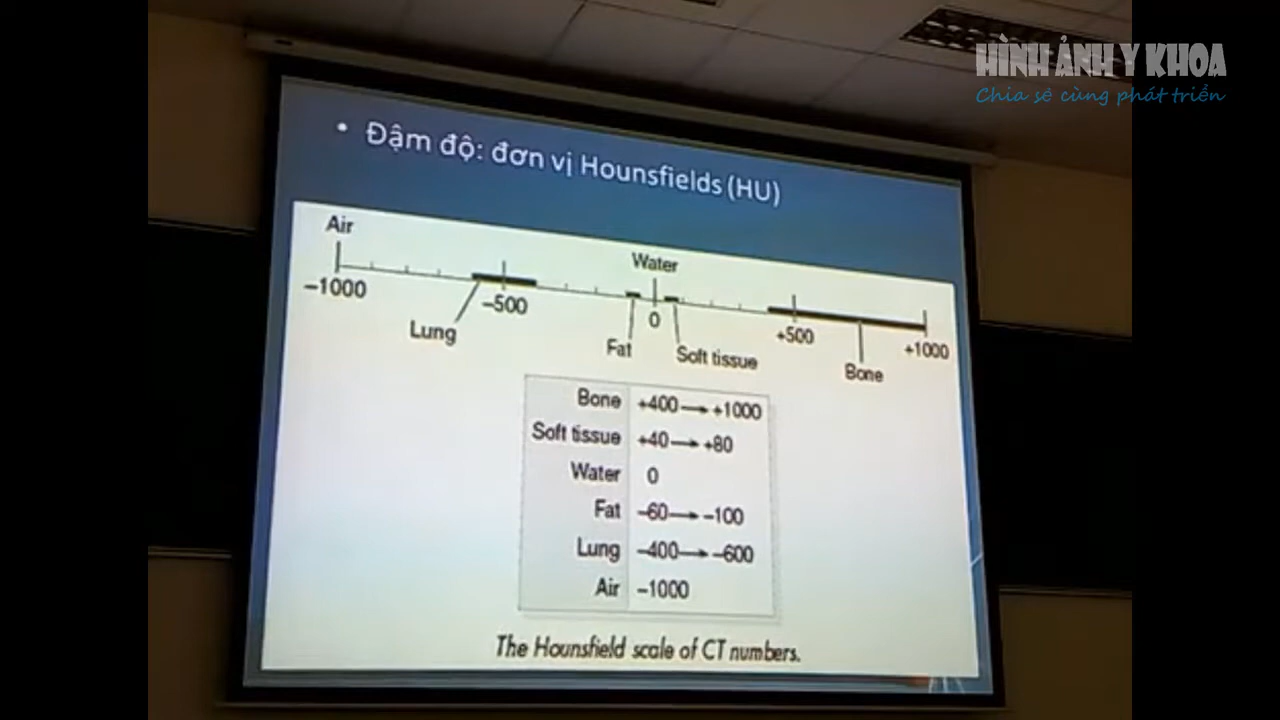 HÌNH ẢNH Y KHOA
Chia sẻ cùng phát triển
• Đậm độ: đơn vị Hounsfields (HU)
Air
Water
–1000
–500
0
+500
+1000
Lung
Fat
Soft tissue
Bone
Bone +400 → +1000
Soft tissue +40 → +80
Water 0
Fat –60 → –100
Lung –400 → –600
Air –1000
The Hounsfield scale of CT numbers.